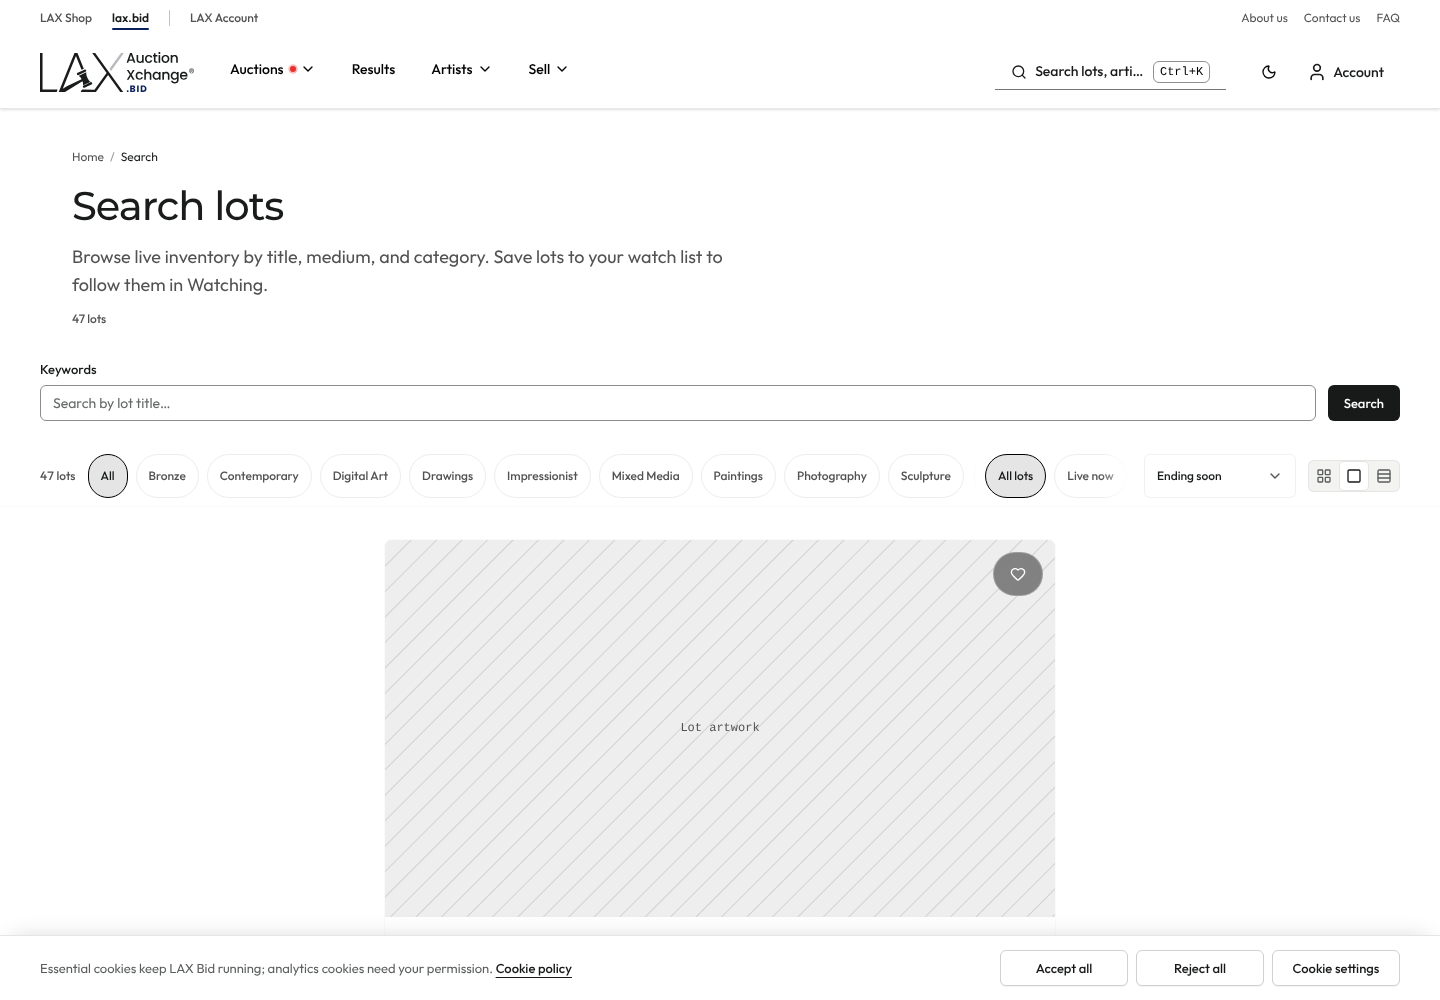 LAX Shop
lax.bid
LAX Account
About us
Contact us
FAQ
LAX Auction
Xchange®
.BID
Auctions
Results
Artists
Sell
Search lots, arti...
Ctrl+K
Account
Home / Search
Search lots
Browse live inventory by title, medium, and category. Save lots to your watch list to
follow them in Watching.
47 lots
Keywords
Search by lot title...
Search
47 lots
All
Bronze
Contemporary
Digital Art
Drawings
Impressionist
Mixed Media
Paintings
Photography
Sculpture
All lots
Live now
Ending soon
Lot artwork
Essential cookies keep LAX Bid running; analytics cookies need your permission. Cookie policy
Accept all
Reject all
Cookie settings